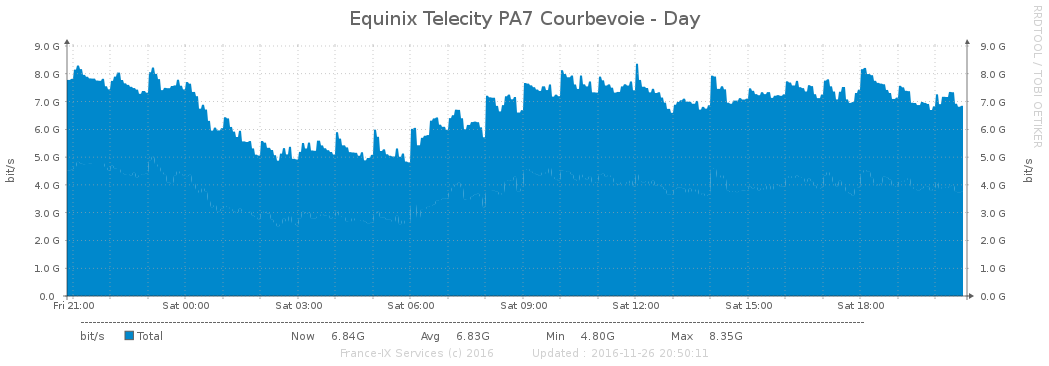 Equinix Telecity PA7 Courbevoie - Day
RRDTOOL / TOBI OETIKER
9.0 G 9.0 G
8.0 G 8.0 G
7.0 G 7.0 G
6.0 G 6.0 G
5.0 G 5.0 G
4.0 G 4.0 G
3.0 G 3.0 G
2.0 G 2.0 G
1.0 G 1.0 G
0.0 0.0 G
bit/s
bit/s
Fri 21:00 Sat 00:00 Sat 03:00 Sat 06:00 Sat 09:00 Sat 12:00 Sat 15:00 Sat 18:00
bit/s Total Now 6.84G Avg 6.83G Min 4.80G Max 8.35G
France-IX Services (c) 2016 Updated : 2016-11-26 20:50:11